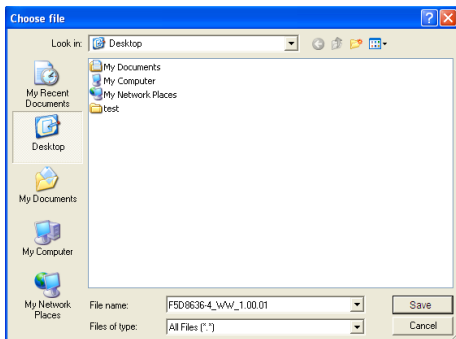 Choose file
Look in: Desktop
My Documents
My Computer
My Network Places
test
My Recent
Documents
Desktop
My Documents
My Computer
My Network
Places
File name: F5D8636-4_WW_1.00.01 Save
Files of type: All Files (*.*) Cancel